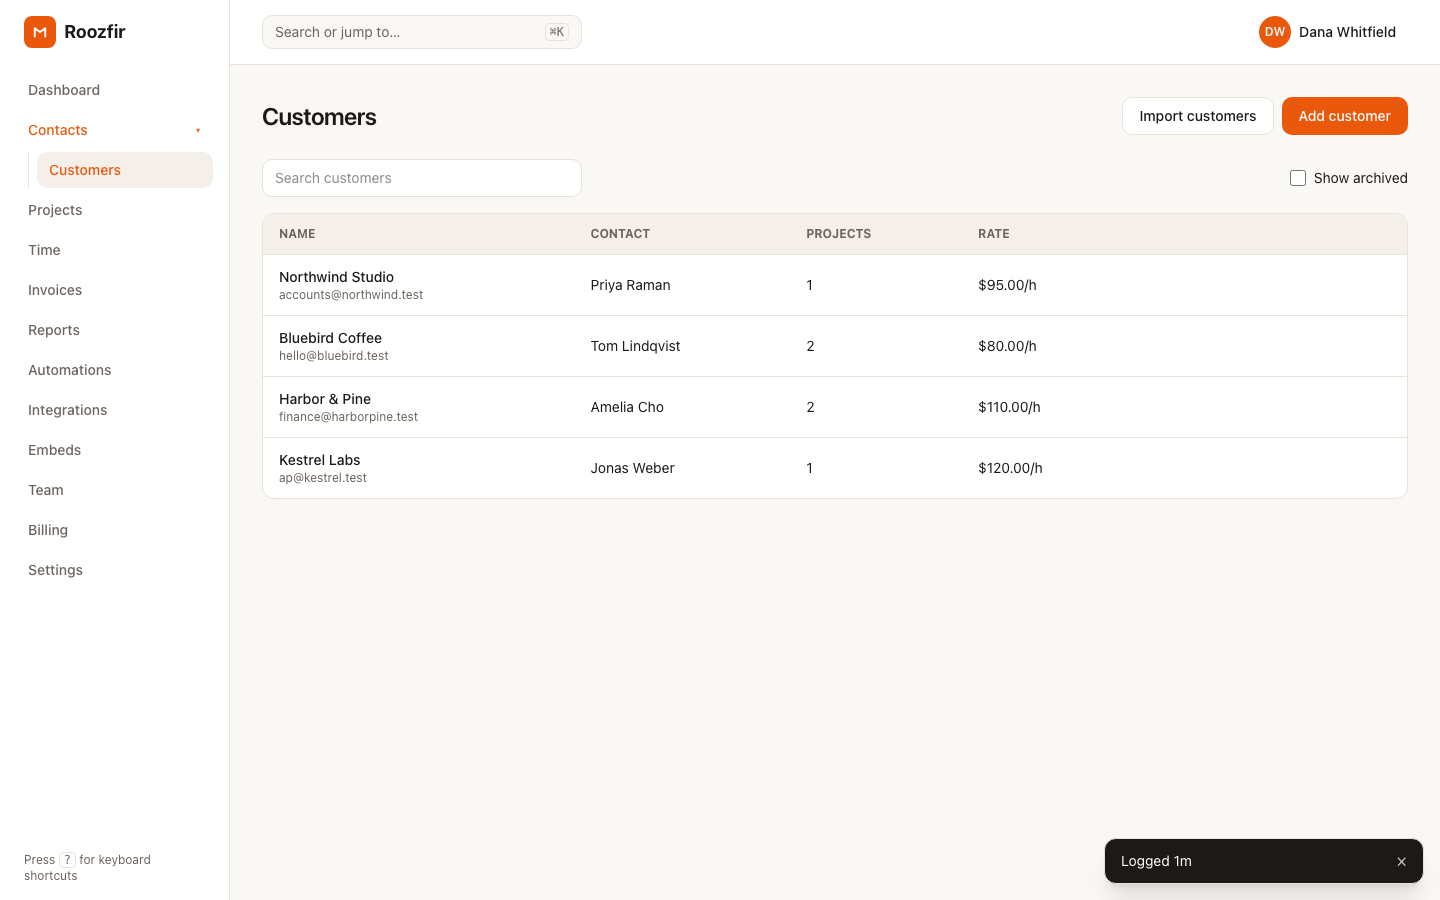 Roozfir
Search or jump to...
⌘K
DW
Dana Whitfield
Dashboard
Contacts
Customers
Projects
Time
Invoices
Reports
Automations
Integrations
Embeds
Team
Billing
Settings
Press ? for keyboard
shortcuts
Customers
Import customers
Add customer
Search customers
Show archived
NAME CONTACT PROJECTS RATE
Northwind Studio
accounts@northwind.test
Priya Raman 1 $95.00/h
Bluebird Coffee
hello@bluebird.test
Tom Lindqvist 2 $80.00/h
Harbor & Pine
finance@harborpine.test
Amelia Cho 2 $110.00/h
Kestrel Labs
ap@kestrel.test
Jonas Weber 1 $120.00/h
Logged 1m